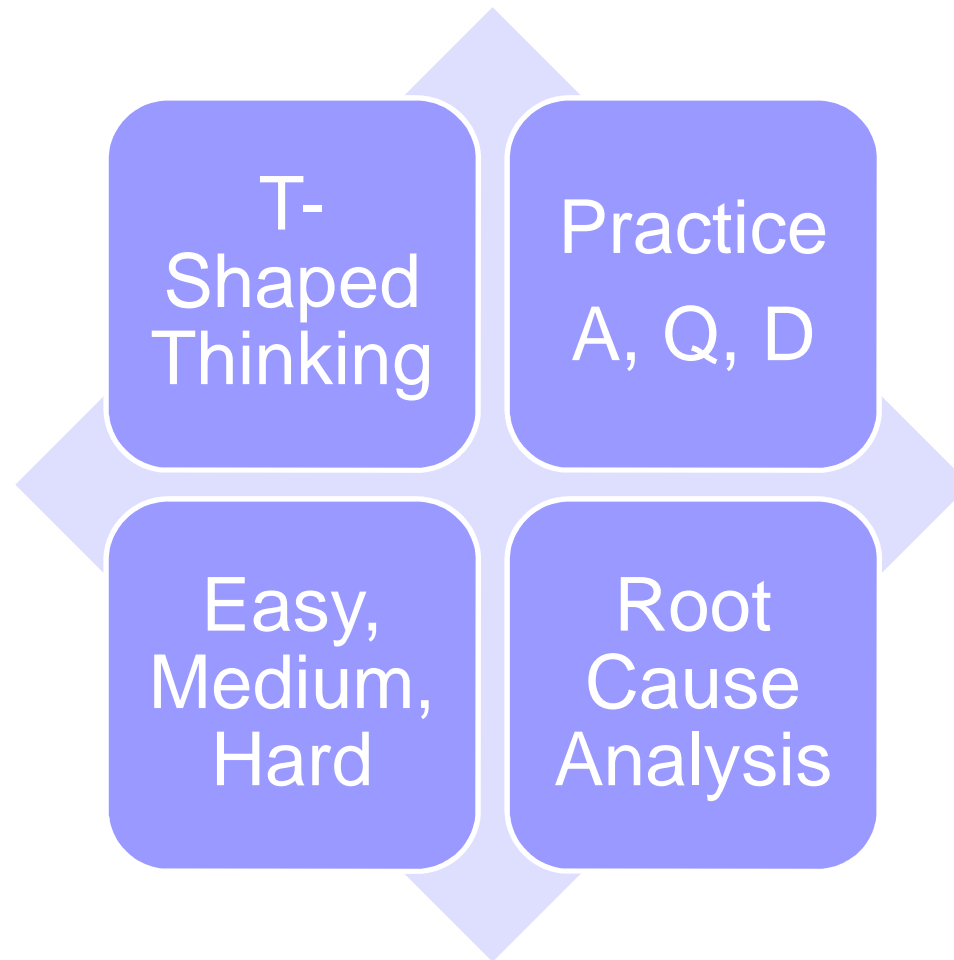 T-
Shaped
Thinking
Practice
A, Q, D
Easy,
Medium,
Hard
Root
Cause
Analysis